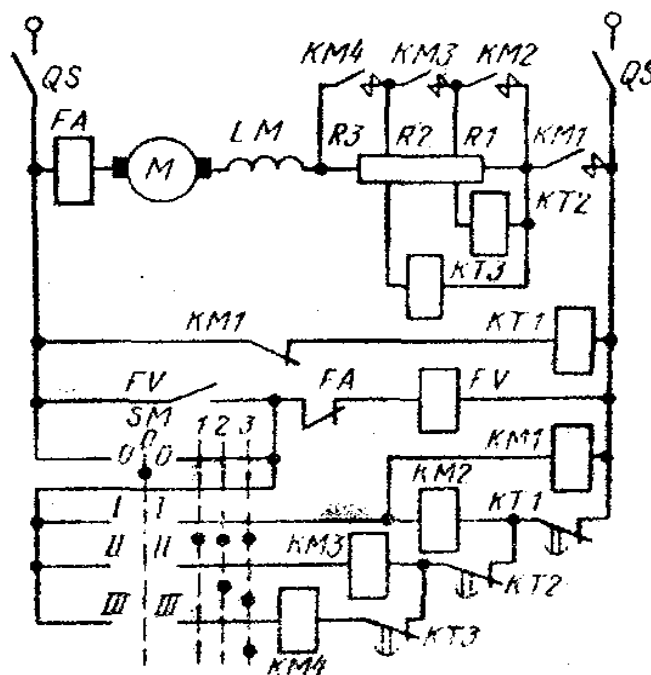 KM4 KM3 KM2
QS QS
FA LM R3 R2 R1 KM1
M
KT2
KT3
KM1 KT1
FV FA FV
SM
0 1 2 3 KM1
0 0
KM2 KT1
I I
II II KM3
KT2
III III
KT3
KM4